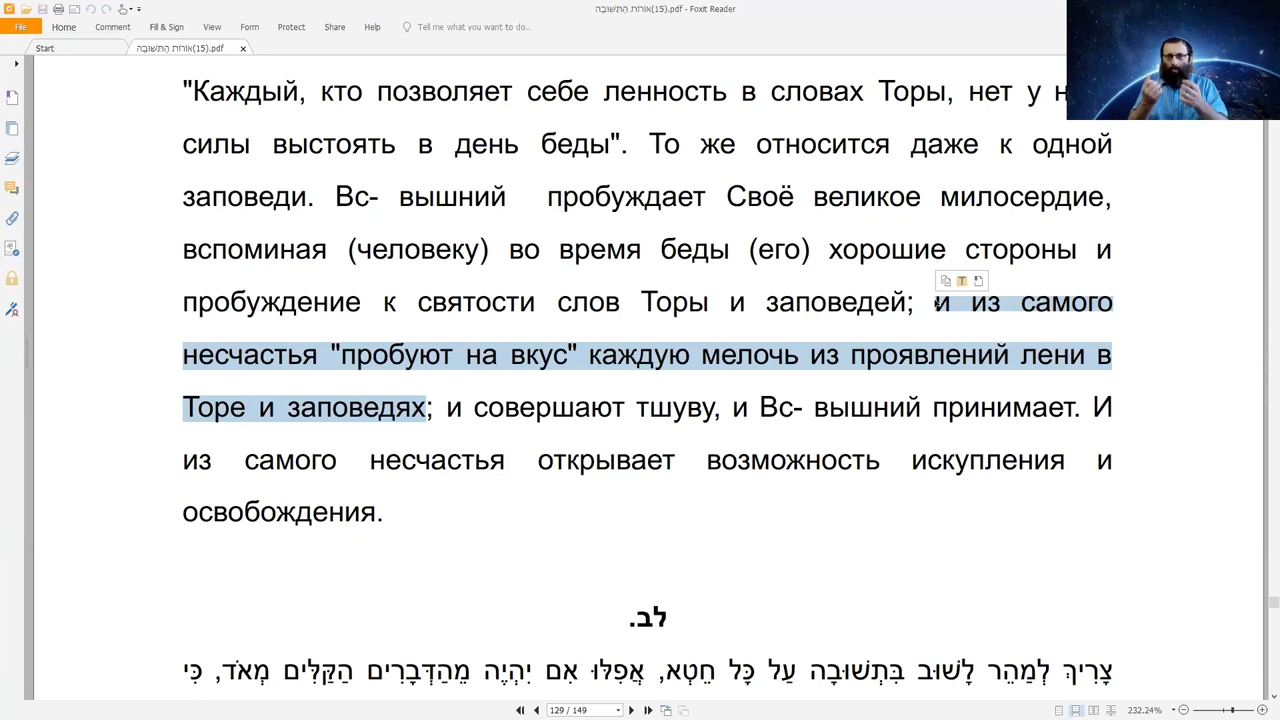 אוֹרוֹת הַתְּשׁוּבָה(15).pdf - Foxit Reader
File Home Comment Fill & Sign View Form Protect Share Help Tell me what you want to do..
Start אוֹרוֹת הַתְּשׁוּבָה(15).pdf
"Каждый, кто позволяет себе ленность в словах Торы, нет у
силы выстоять в день беды". То же относится даже к одной
заповеди. Вс- вышний пробуждает Своё великое милосердие,
вспоминая (человеку) во время беды (его) хорошие стороны и
пробуждение к святости слов Торы и заповедей; и из самого
несчастья "пробуют на вкус" каждую мелочь из проявлений лени в
Торе и заповедях; и совершают тшуву, и Вс- вышний принимает. И
из самого несчастья открывает возможность искупления и
освобождения.
לב.
צָרִיךְ לְמַהֵר לָשׁוּב בִּתְשׁוּבָה עַל כָּל חֵטְא, אֲפִלּוּ אִם יִהְיֶה מֵהַדְּבָרִים הַקַּלִּים מְאֹד, כִּי
129 / 149 232.24%